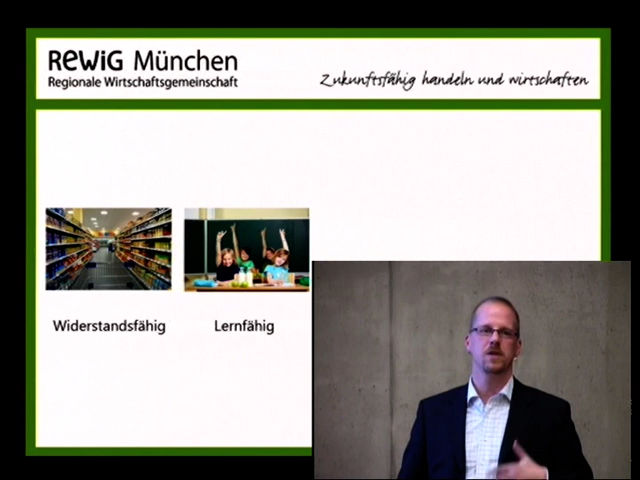 REWiG München
Regionale Wirtschaftsgemeinschaft
Zukunftsfähig handeln und wirtschaften
Widerstandsfähig
Lernfähig